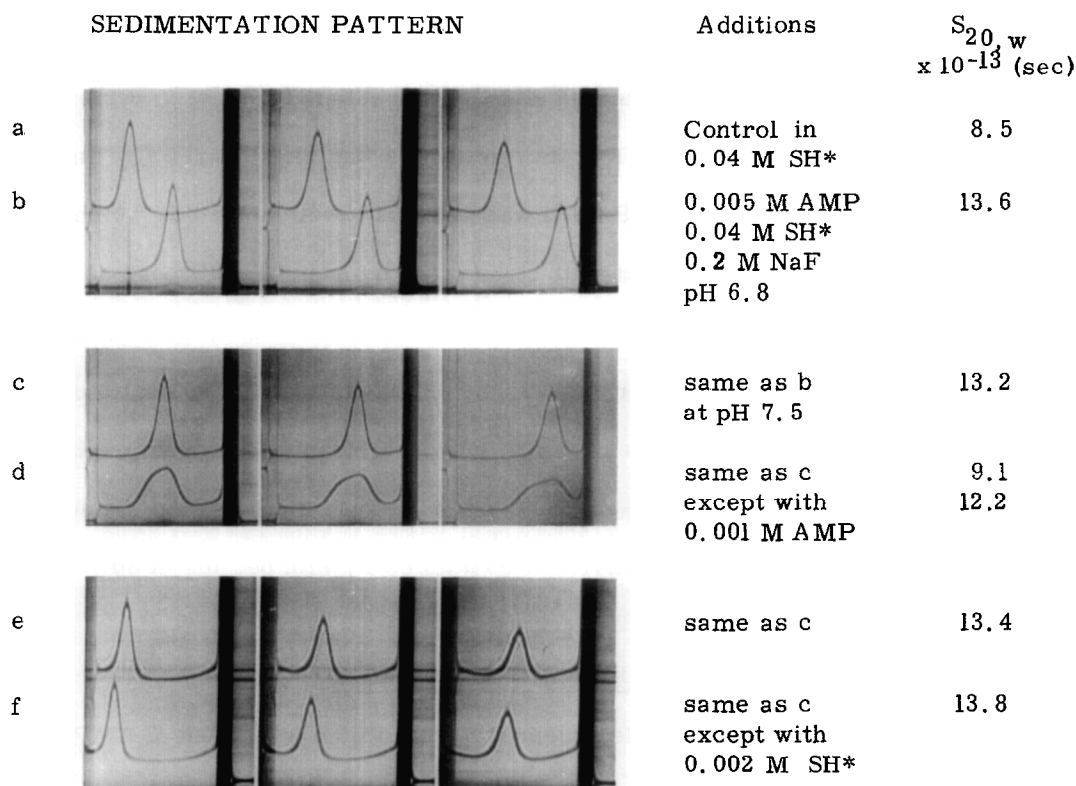 SEDIMENTATION PATTERN Additions S20, w
x 10-13 (sec)
a Control in 8.5
0.04 M SH*
b 0.005 M AMP 13.6
0.04 M SH*
0.2 M NaF
pH 6.8
c same as b 13.2
at pH 7.5
d same as c 9.1
except with 12.2
0.001 M AMP
e same as c 13.4
f same as c 13.8
except with
0.002 M SH*